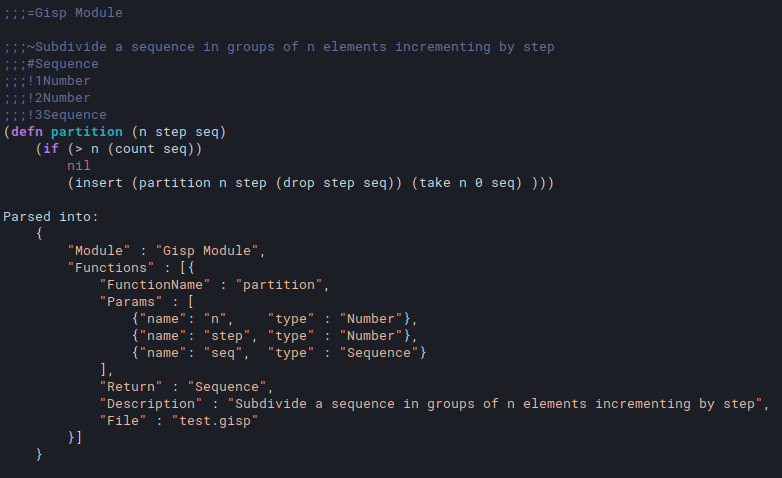 ;;;=Gisp Module

;;;~Subdivide a sequence in groups of n elements incrementing by step
;;;#Sequence
;;;!1Number
;;;!2Number
;;;!3Sequence
(defn partition (n step seq)
    (if (> n (count seq))
        nil
        (insert (partition n step (drop step seq)) (take n 0 seq) )))

Parsed into:
    {
        "Module" : "Gisp Module",
        "Functions" : [{
            "FunctionName" : "partition",
            "Params" : [
                {"name": "n",    "type" : "Number"},
                {"name": "step", "type" : "Number"},
                {"name": "seq",  "type" : "Sequence"}
            ],
            "Return" : "Sequence",
            "Description" : "Subdivide a sequence in groups of n elements incrementing by step",
            "File" : "test.gisp"
        }]
    }